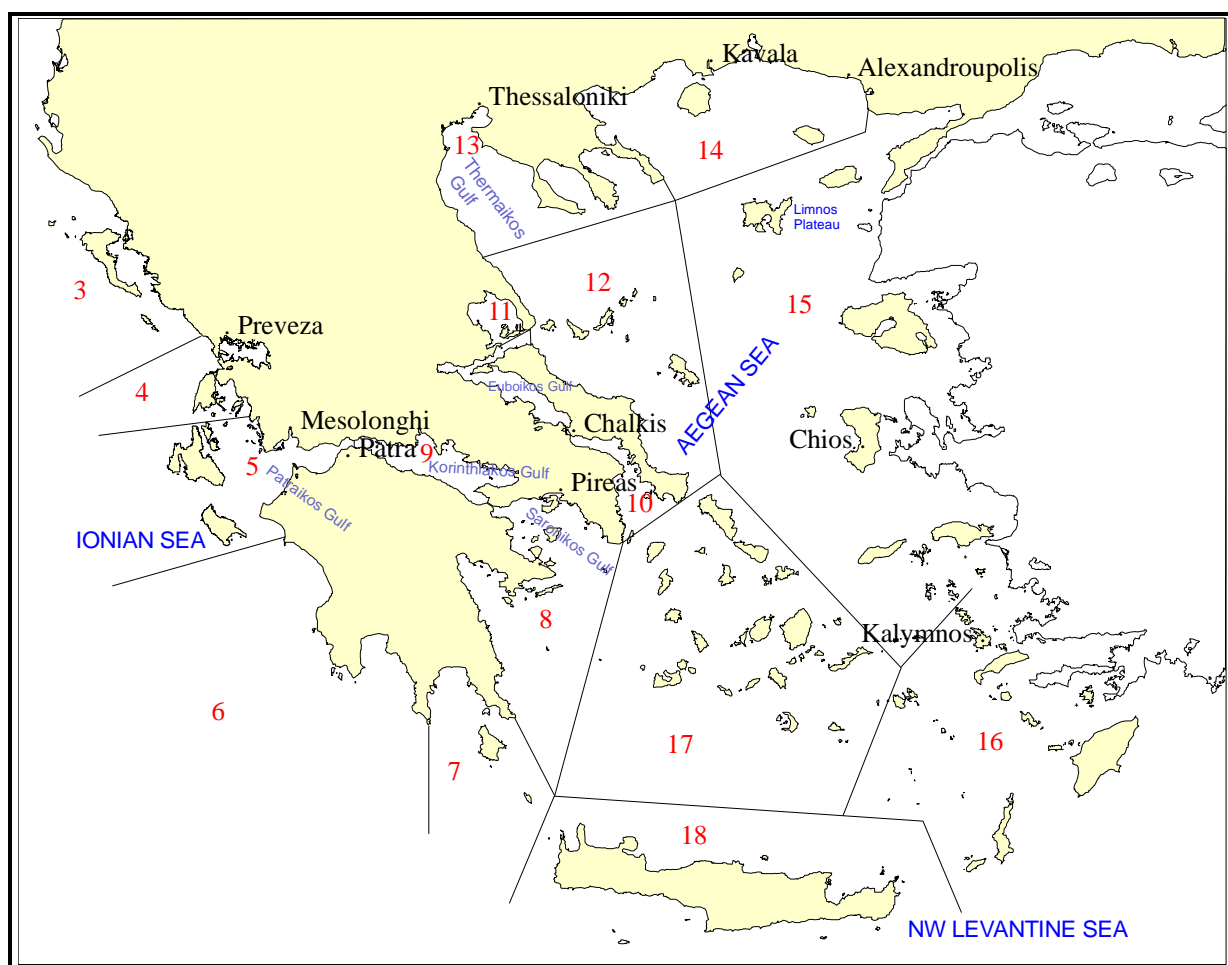 Kavala
Alexandroupolis
Thessaloniki
13
14
Thermaikos
Gulf
Limnos
Plateau
3
12
15
11
Preveza
4
AEGEAN SEA
Euboikos Gulf
Mesolonghi
Chalkis
Chios
Patra
9
5
Korinthiakos Gulf
Patraikos Gulf
Pireas
10
Saronikos Gulf
IONIAN SEA
8
Kalymnos
6
17
16
7
18
NW LEVANTINE SEA